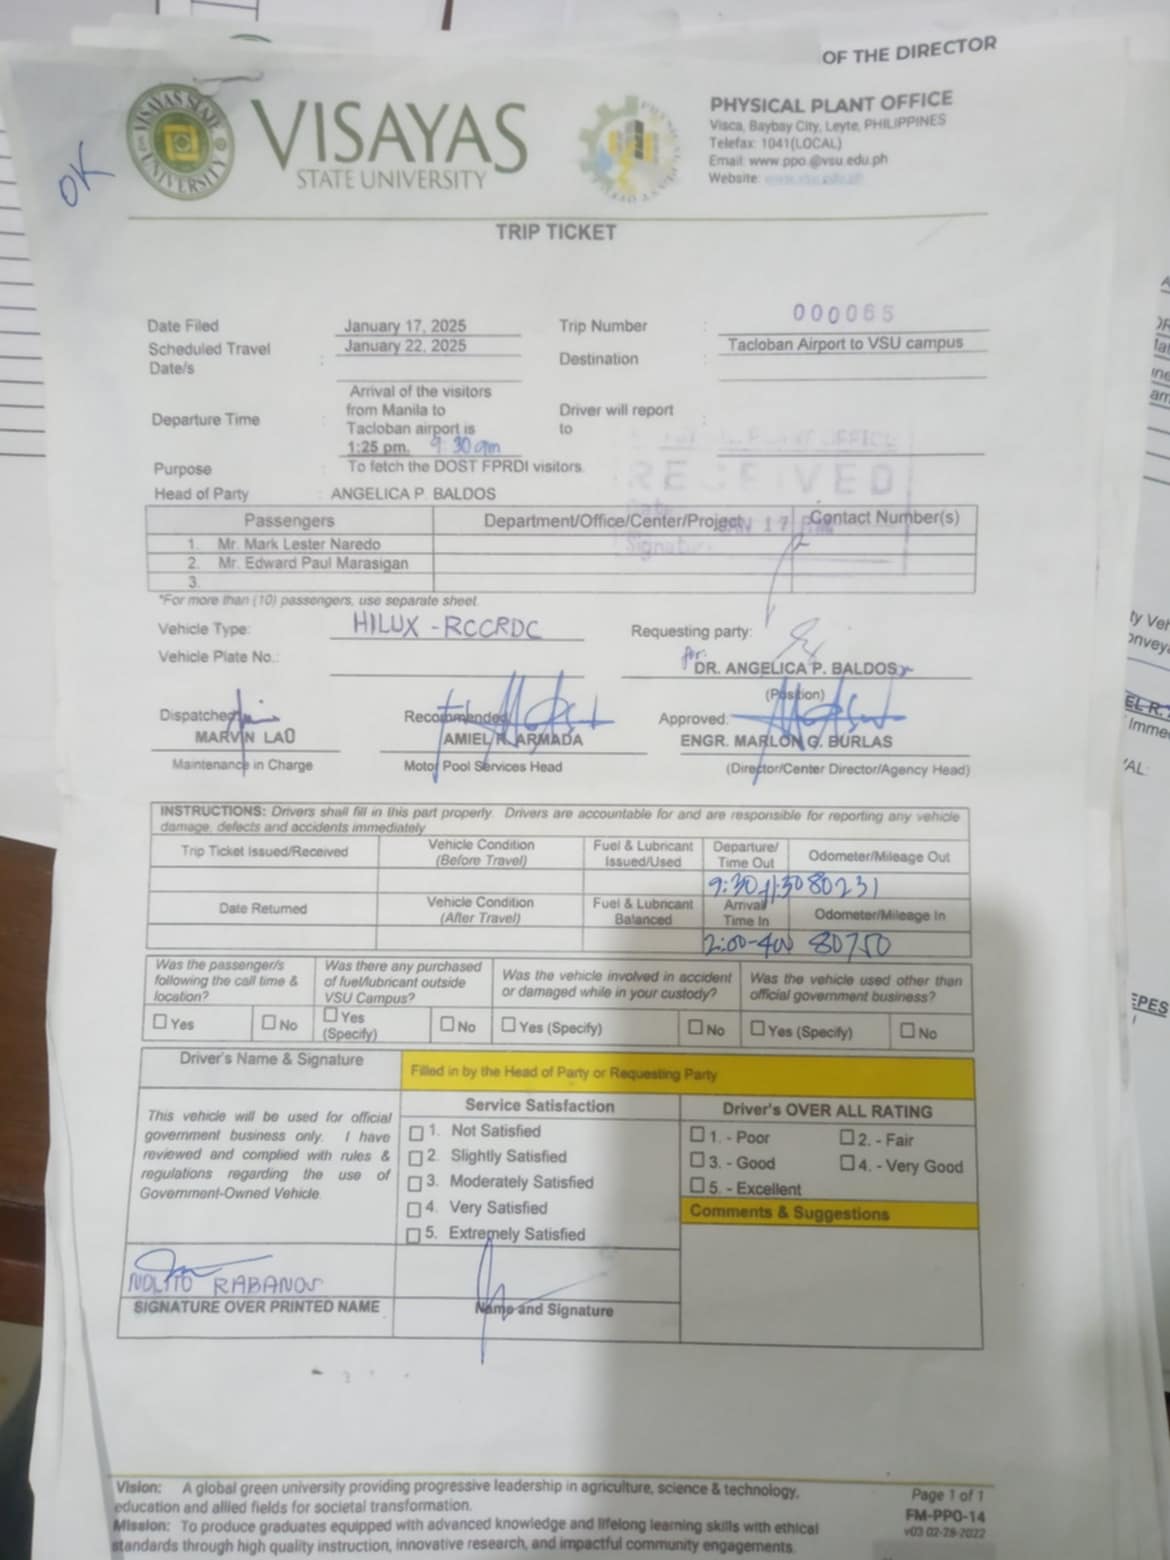 OF THE DIRECTOR
OK
VISAYAS STATE UNIVERSITY
VISAYAS
STATE UNIVERSITY
PHYSICAL PLANT OFFICE
Visca, Baybay City, Leyte, PHILIPPINES
Telefax: 1041(LOCAL)
Email: www.ppo.@vsu.edu.ph
Website: www.vsu.edu.ph
TRIP TICKET
Date Filed January 17, 2025 Trip Number : 000065
Scheduled Travel Date/s : January 22, 2025 Destination : Tacloban Airport to VSU campus
Departure Time : Arrival of the visitors
from Manila to
Tacloban airport is
1:25 pm. 9:30 am
Driver will report to :
RECEIVED
Purpose : To fetch the DOST FPRDI visitors.
Head of Party : ANGELICA P. BALDOS
Passengers Department/Office/Center/Project Contact Number(s)
1. Mr. Mark Lester Naredo
2. Mr. Edward Paul Marasigan
3.
*For more than (10) passengers, use separate sheet.
Vehicle Type: HILUX - RCCRDC Requesting party:
Vehicle Plate No.: for: DR. ANGELICA P. BALDOS
(Position)
Dispatched Recommended Approved:
MARVIN LAO AMIEL R. ARMADA ENGR. MARLON G. BURLAS
Maintenance in Charge Motor Pool Services Head (Director/Center Director/Agency Head)
INSTRUCTIONS: Drivers shall fill in this part properly. Drivers are accountable for and are responsible for reporting any vehicle
damage, defects and accidents immediately
Trip Ticket Issued/Received Vehicle Condition (Before Travel) Fuel & Lubricant Issued/Used Departure/ Time Out Odometer/Mileage Out
9:30 80231
Date Returned Vehicle Condition (After Travel) Fuel & Lubricant Balanced Arrival/ Time In Odometer/Mileage In
80750
Was the passenger/s following the call time & location? Was there any purchased of fuel/lubricant outside VSU Campus? Was the vehicle involved in accident or damaged while in your custody? Was the vehicle used other than official government business?
Yes No Yes (Specify) No Yes (Specify) No Yes (Specify) No
Driver's Name & Signature Filled in by the Head of Party or Requesting Party
This vehicle will be used for official
government business only. I have
reviewed and complied with rules &
regulations regarding the use of
Government-Owned Vehicle.
Service Satisfaction
1. Not Satisfied
2. Slightly Satisfied
3. Moderately Satisfied
4. Very Satisfied
5. Extremely Satisfied
Driver's OVER ALL RATING
1. - Poor 2. - Fair
3. - Good 4. - Very Good
5. - Excellent
Comments & Suggestions
NOLITO RABANOS
SIGNATURE OVER PRINTED NAME Name and Signature
Vision: A global green university providing progressive leadership in agriculture, science & technology,
education and allied fields for societal transformation.
Mission: To produce graduates equipped with advanced knowledge and lifelong learning skills with ethical
standards through high quality instruction, innovative research, and impactful community engagements.
Page 1 of 1
FM-PPO-14
v03 02-28-2022